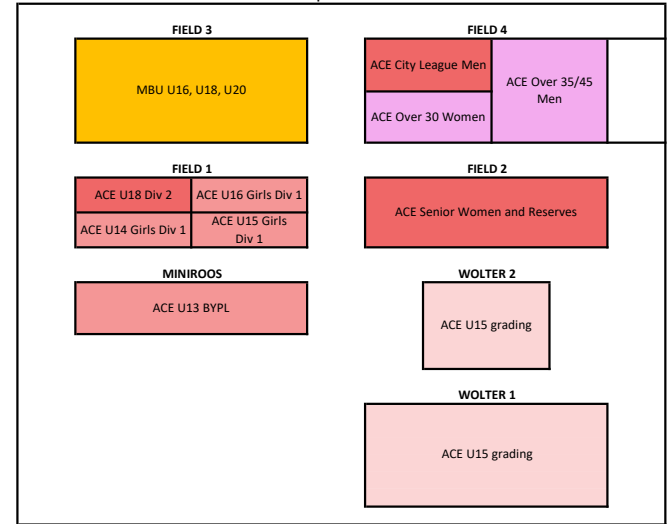 FIELD 3
FIELD 4
MBU U16, U18, U20
ACE City League Men
ACE Over 35/45
Men
ACE Over 30 Women
FIELD 1
FIELD 2
ACE U18 Div 2
ACE U16 Girls Div 1
ACE U14 Girls Div 1
ACE U15 Girls
Div 1
ACE Senior Women and Reserves
MINIROOS
WOLTER 2
ACE U13 BYPL
ACE U15 grading
WOLTER 1
ACE U15 grading